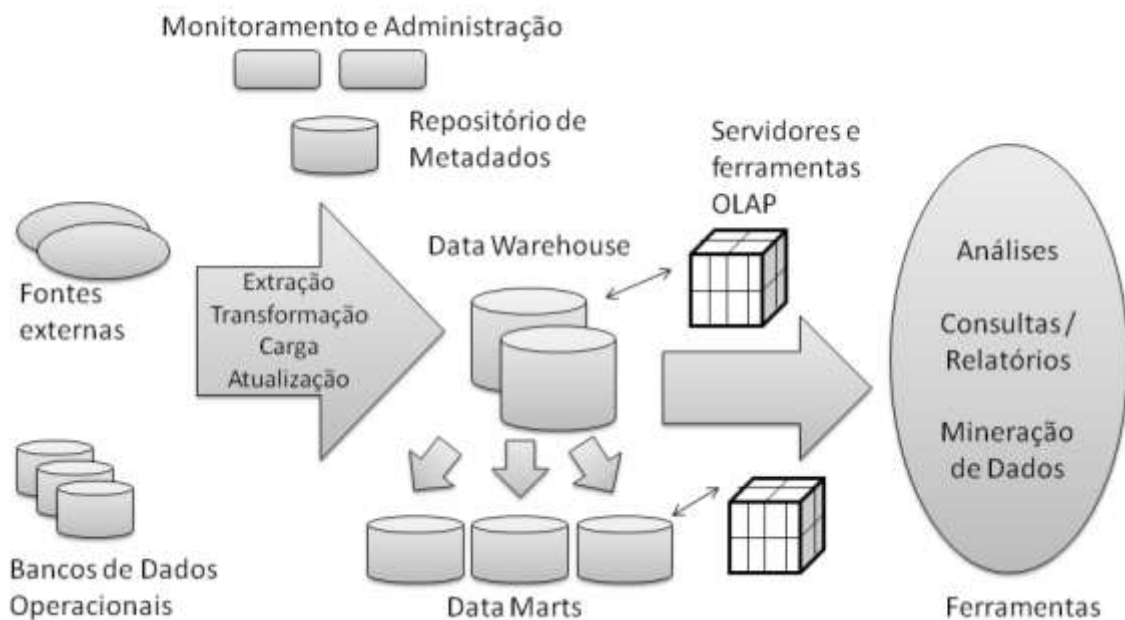 Monitoramento e Administração
Repositório de
Metadados
Servidores e
ferramentas
OLAP
Fontes
externas
Extração
Transformação
Carga
Atualização
Data Warehouse
Análises
Consultas /
Relatórios
Mineração
de Dados
Bancos de Dados
Operacionais
Data Marts
Ferramentas